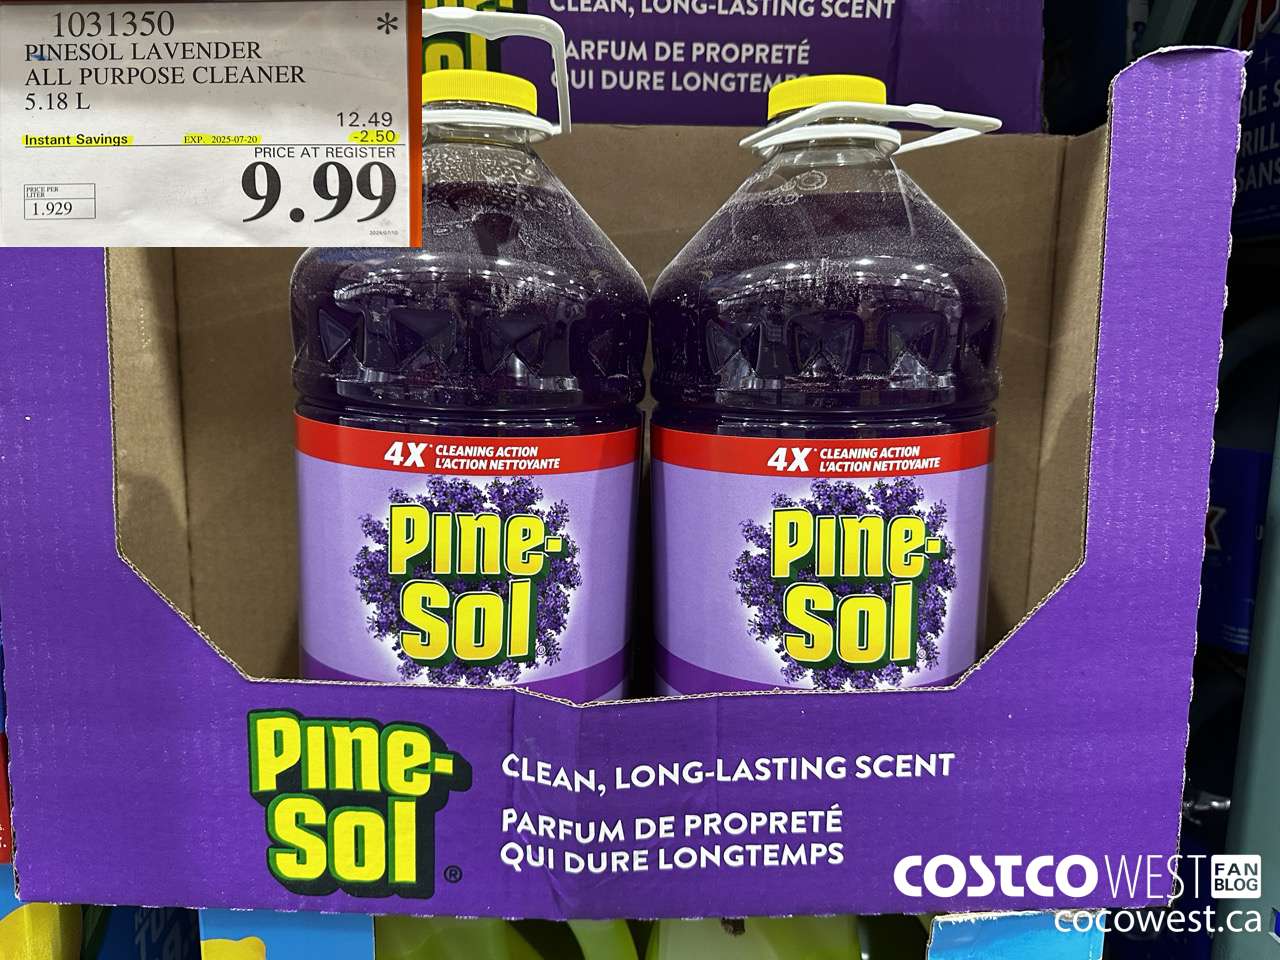 1031350 *
PINESOL LAVENDER
ALL PURPOSE CLEANER
5.18 L
12.49
Instant Savings EXP. 2025-07-20 -2.50
PRICE AT REGISTER
9.99
PRICE PER
LITER
1.929
CLEAN, LONG-LASTING SCENT
PARFUM DE PROPRETÉ
QUI DURE LONGTEMPS
4X* CLEANING ACTION
L'ACTION NETTOYANTE
Pine-
Sol®
4X* CLEANING ACTION
L'ACTION NETTOYANTE
Pine-
Sol
Pine-
Sol®
CLEAN, LONG-LASTING SCENT
PARFUM DE PROPRETÉ
QUI DURE LONGTEMPS
COSTCO WEST FAN
BLOG
cocowest.ca